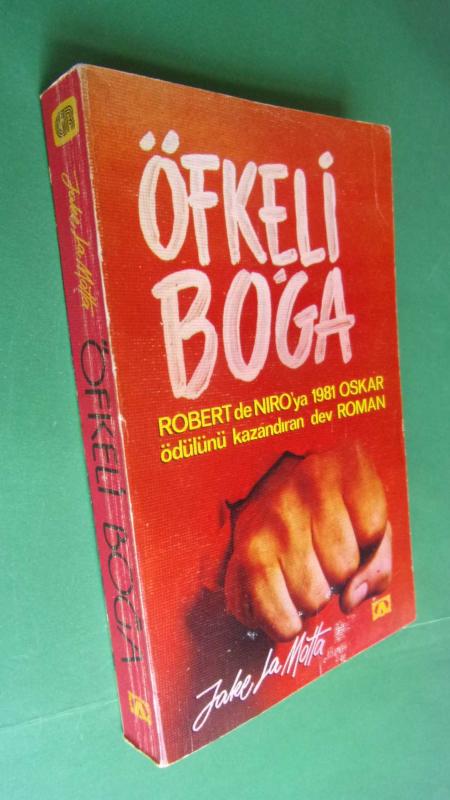 ÖFKELİ
BOĞA
ROBERT de NIRO'ya 1981 OSKAR
ödülünü kazandıran dev ROMAN
Jake La Motta
Jake La Motta ÖFKELİ BOĞA